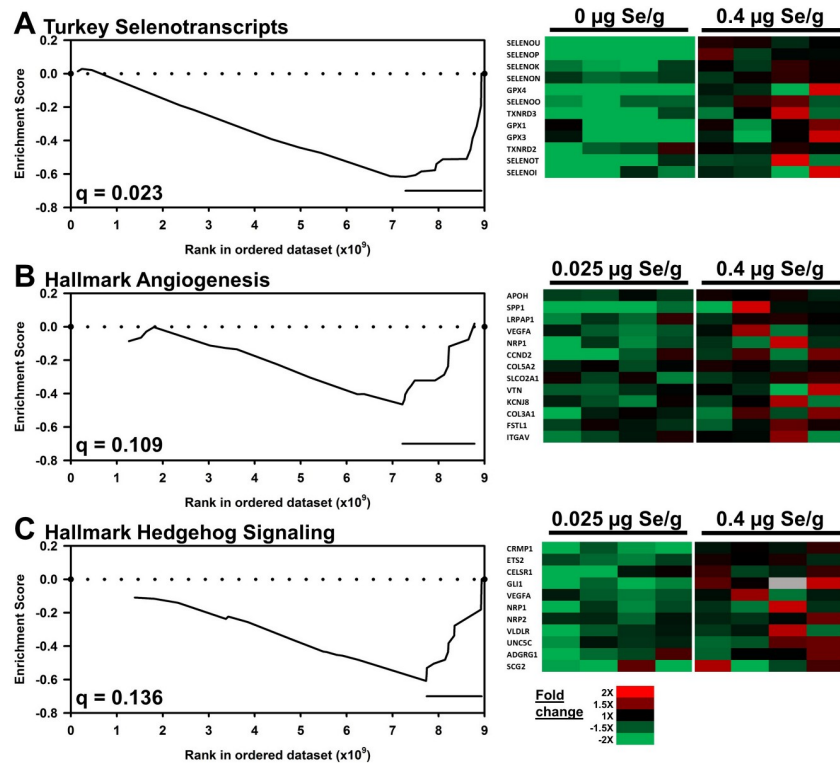 A Turkey Selenotranscripts
0 µg Se/g
0.4 µg Se/g
Enrichment Score
0.2
0.0
-0.2
-0.4
-0.6
-0.8
q = 0.023
0 1 2 3 4 5 6 7 8 9
Rank in ordered dataset (x10⁹)
SELENOU
SELENOP
SELENOK
SELENON
GPX4
SELENOO
TXNRD3
GPX1
GPX3
TXNRD2
SELENOT
SELENOI
B Hallmark Angiogenesis
0.025 µg Se/g
0.4 µg Se/g
Enrichment Score
0.2
0.0
-0.2
-0.4
-0.6
-0.8
q = 0.109
0 1 2 3 4 5 6 7 8 9
Rank in ordered dataset (x10⁹)
APOH
SPP1
LRPAP1
VEGFA
NRP1
CCND2
COL5A2
SLCO2A1
VTN
KCNJ8
COL3A1
FSTL1
ITGAV
C Hallmark Hedgehog Signaling
0.025 µg Se/g
0.4 µg Se/g
Enrichment Score
0.2
0.0
-0.2
-0.4
-0.6
-0.8
q = 0.136
0 1 2 3 4 5 6 7 8 9
Rank in ordered dataset (x10⁹)
CRMP1
ETS2
CELSR1
GLI1
VEGFA
NRP1
NRP2
VLDLR
UNC5C
ADGRG1
SCG2
Fold
change
2X
1.5X
1X
-1.5X
-2X